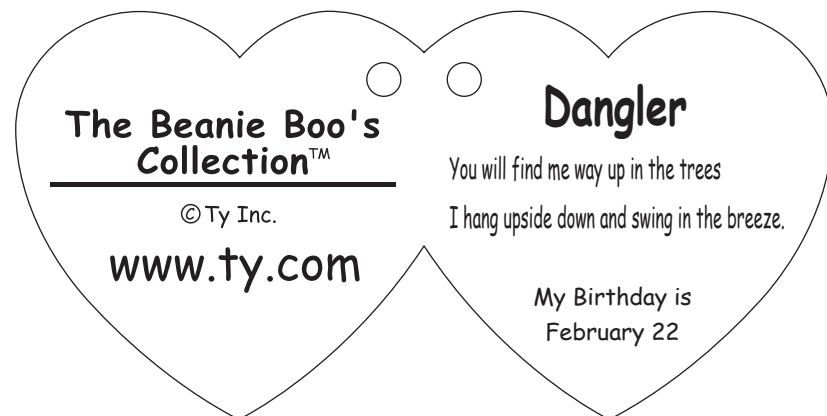 The Beanie Boo's
Collection™
© Ty Inc.
www.ty.com
Dangler
You will find me way up in the trees
I hang upside down and swing in the breeze.
My Birthday is
February 22